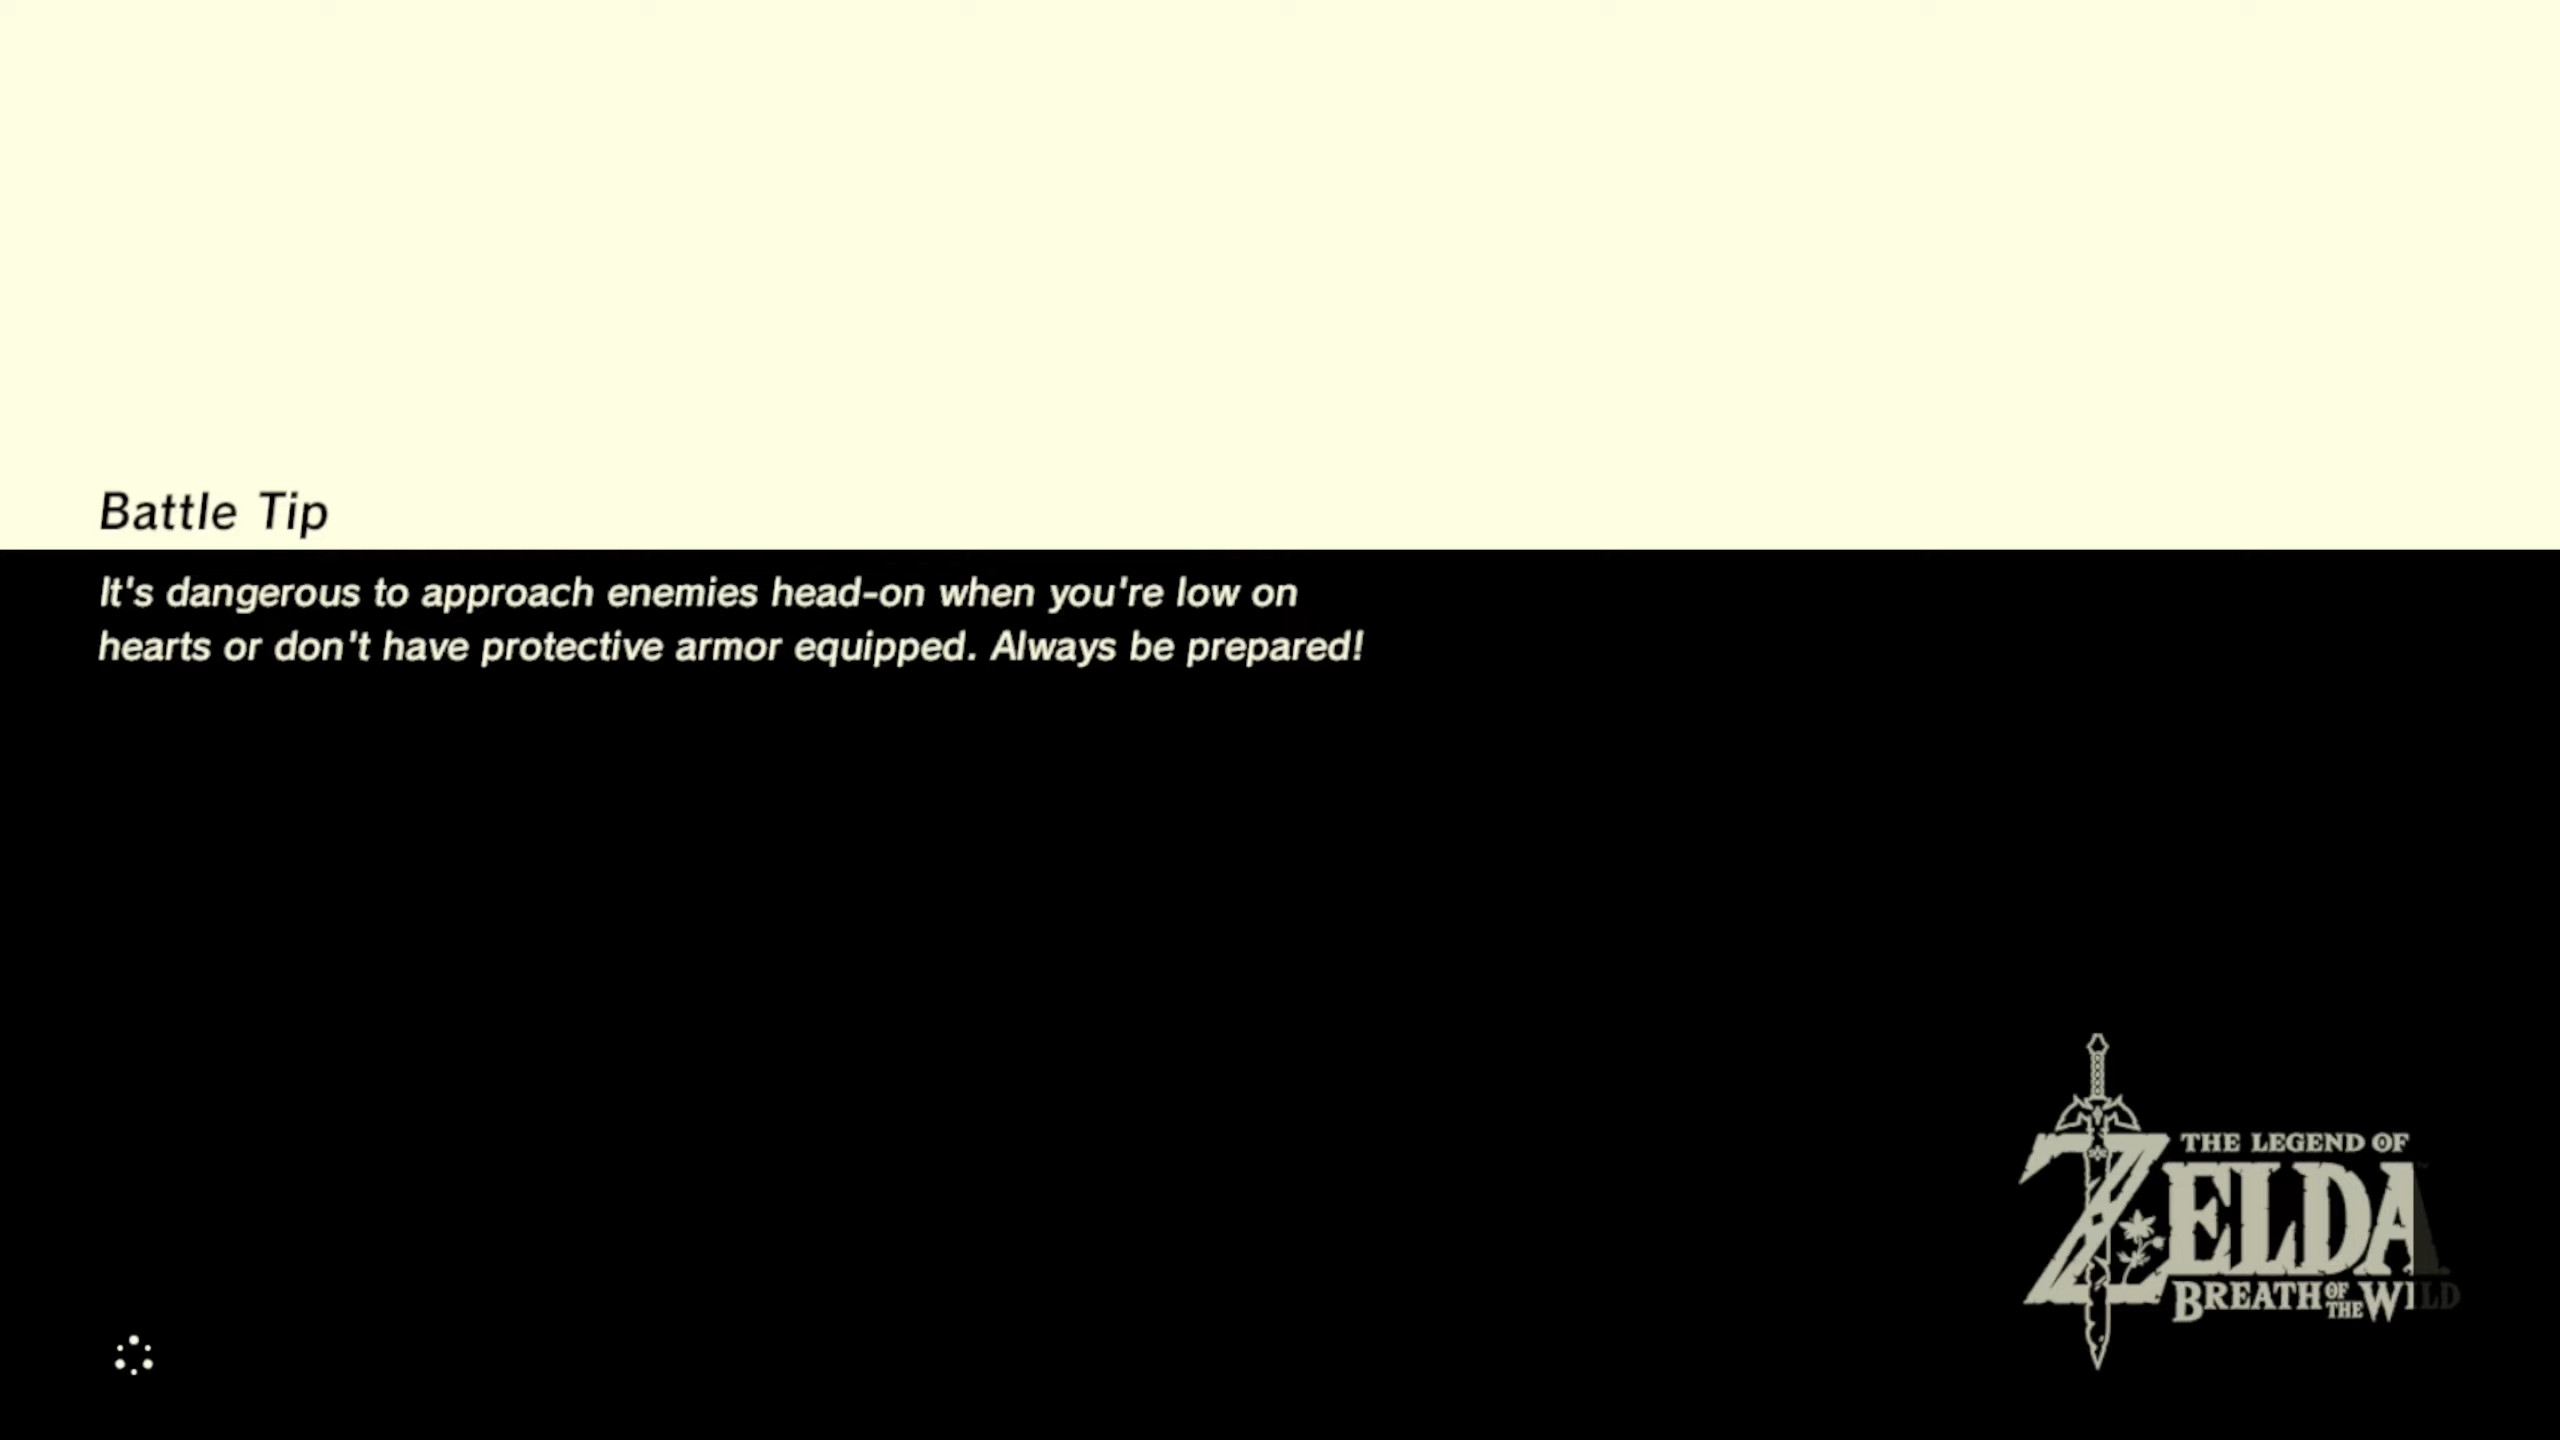 Battle Tip
It's dangerous to approach enemies head-on when you're low on
hearts or don't have protective armor equipped. Always be prepared!
THE LEGEND OF
ZELDA
BREATH OF THE WILD